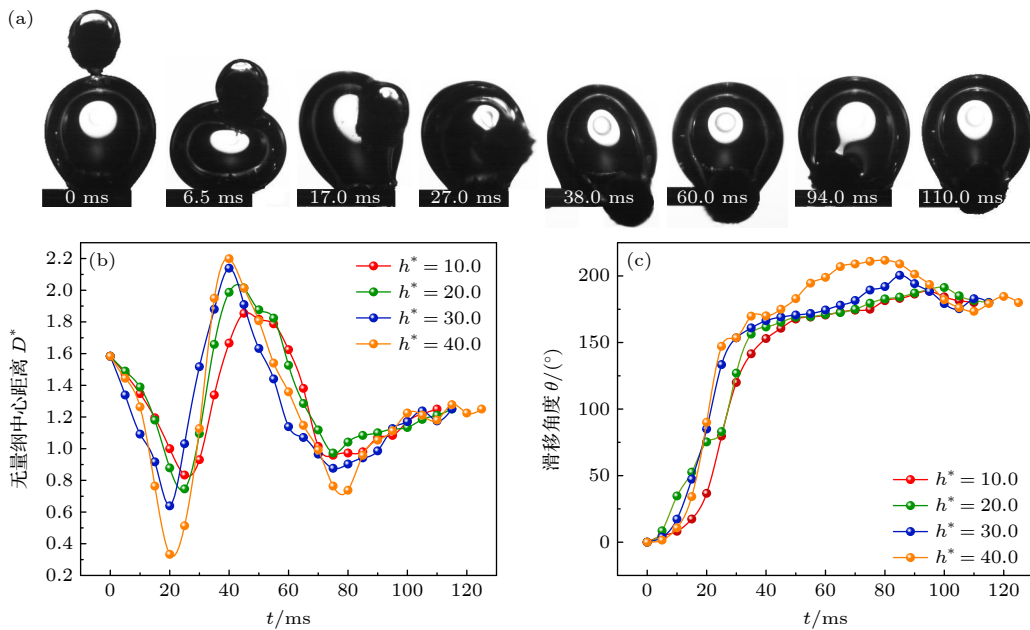 (a)
0 ms
6.5 ms
17.0 ms
27.0 ms
38.0 ms
60.0 ms
94.0 ms
110.0 ms
(b)
h* = 10.0
h* = 20.0
h* = 30.0
h* = 40.0
2.2
2.0
1.8
1.6
1.4
1.2
1.0
0.8
0.6
0.4
0.2
无量纲中心距离 D*
0
20
40
60
80
100
120
t/ms
(c)
200
150
100
50
0
滑移角度 θ/(°)
h* = 10.0
h* = 20.0
h* = 30.0
h* = 40.0
0
20
40
60
80
100
120
t/ms